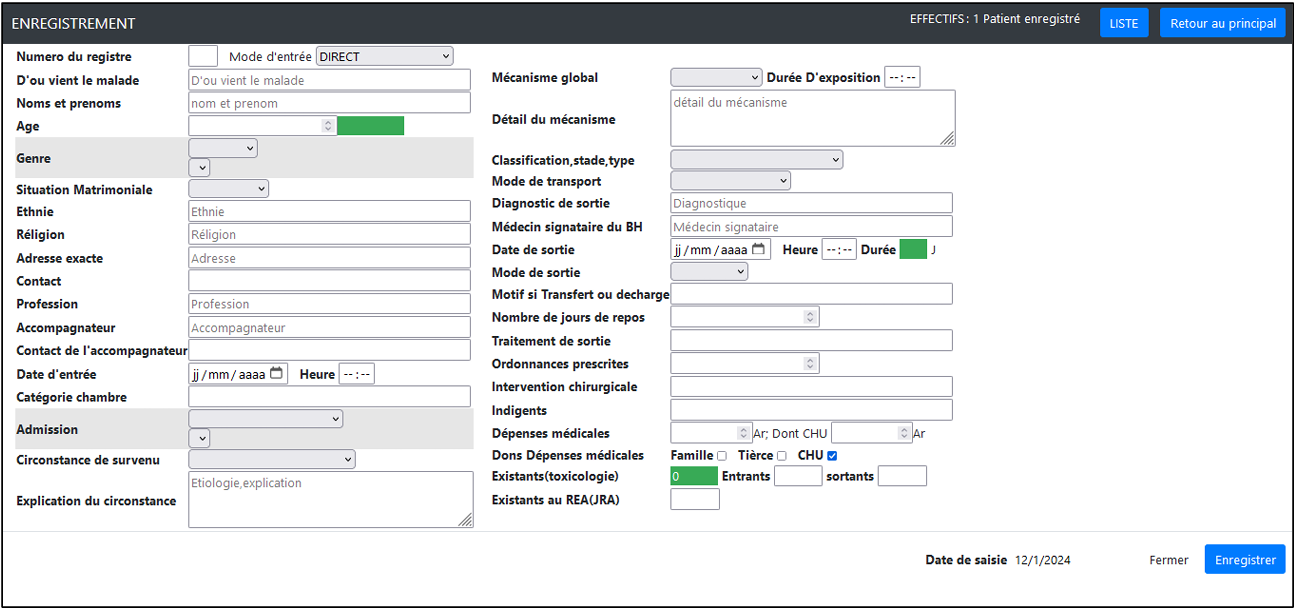 ENREGISTREMENT
EFFECTIFS : 1 Patient enregistré
LISTE
Retour au principal
Numero du registre Mode d'entrée DIRECT
D'ou vient le malade D'ou vient le malade
Noms et prenoms nom et prenom
Age
Genre
Situation Matrimoniale
Ethnie Ethnie
Réligion Réligion
Adresse exacte Adresse
Contact
Profession Profession
Accompagnateur Accompagnateur
Contact de l'accompagnateur
Date d'entrée jj/mm/aaaa Heure --:--
Catégorie chambre
Admission
Circonstance de survenu
Explication du circonstance Etiologie,explication
Mécanisme global Durée D'exposition --:--
Détail du mécanisme détail du mécanisme
Classification,stade,type
Mode de transport
Diagnostic de sortie Diagnostique
Médecin signataire du BH Médecin signataire
Date de sortie jj/mm/aaaa Heure --:-- Durée J
Mode de sortie
Motif si Transfert ou decharge
Nombre de jours de repos
Traitement de sortie
Ordonnances prescrites
Intervention chirurgicale
Indigents
Dépenses médicales Ar; Dont CHU Ar
Dons Dépenses médicales Famille Tièrce CHU
Existants(toxicologie) 0 Entrants sortants
Existants au REA(JRA)
Date de saisie 12/1/2024
Fermer
Enregistrer